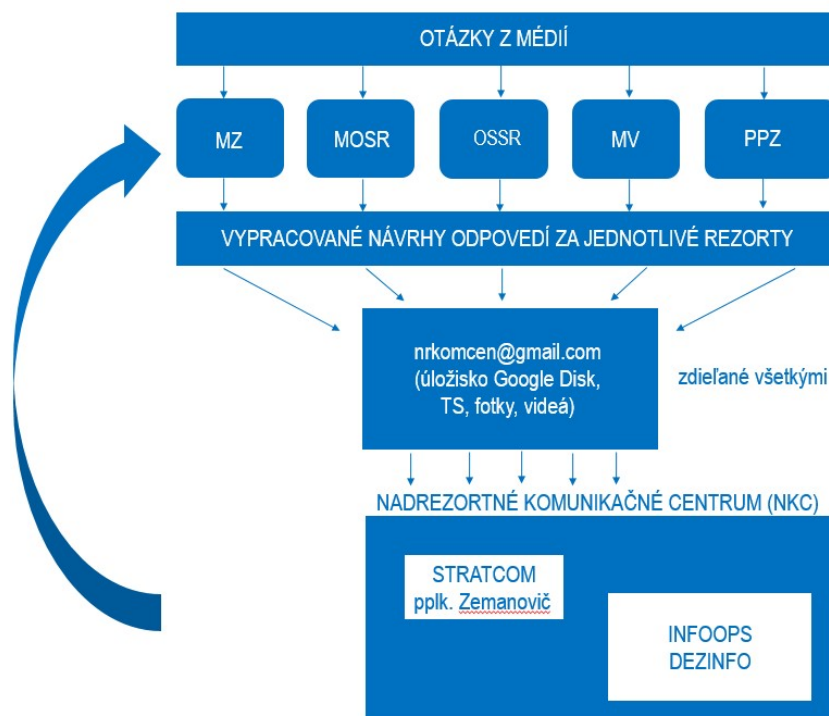 OTÁZKY Z MÉDIÍ
MZ
MOSR
OSSR
MV
PPZ
VYPRACOVANÉ NÁVRHY ODPOVEDÍ ZA JEDNOTLIVÉ REZORTY
nrkomcen@gmail.com
(úložisko Google Disk,
TS, fotky, videá)
zdieľané všetkými
NADREZORTNÉ KOMUNIKAČNÉ CENTRUM (NKC)
STRATCOM
pplk. Zemanovič
INFOOPS
DEZINFO